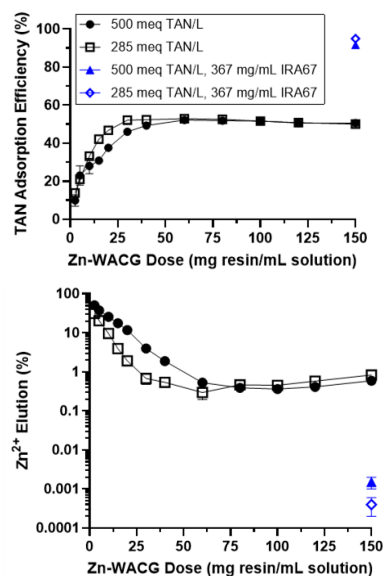 TAN Adsorption Efficiency (%)
100
80
60
40
20
0
500 meq TAN/L
285 meq TAN/L
500 meq TAN/L, 367 mg/mL IRA67
285 meq TAN/L, 367 mg/mL IRA67
0 25 50 75 100 125 150
Zn-WACG Dose (mg resin/mL solution)
Zn2+ Elution (%)
100
10
1
0.1
0.01
0.001
0.0001
0 25 50 75 100 125 150
Zn-WACG Dose (mg resin/mL solution)